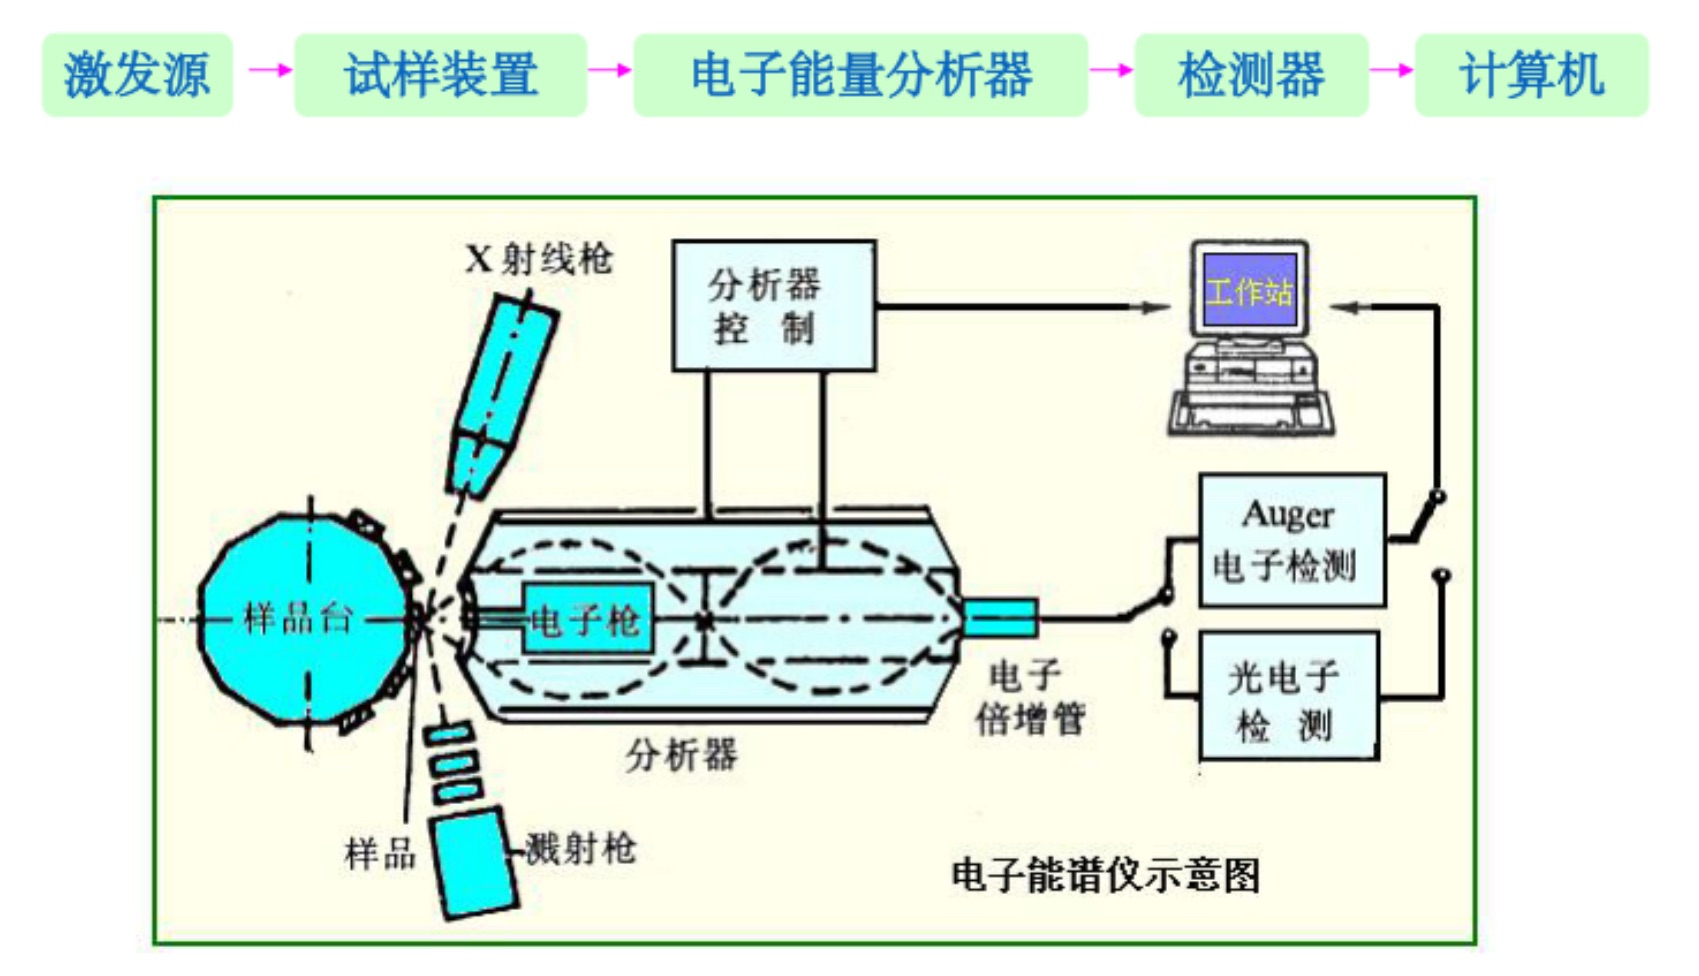 激发源 试样装置 电子能量分析器 检测器 计算机
X射线枪
分析器
控 制
工作站
Auger
电子检测
样品台
电子枪
电子
倍增管
光电子
检 测
分析器
样品
溅射枪
电子能谱仪示意图